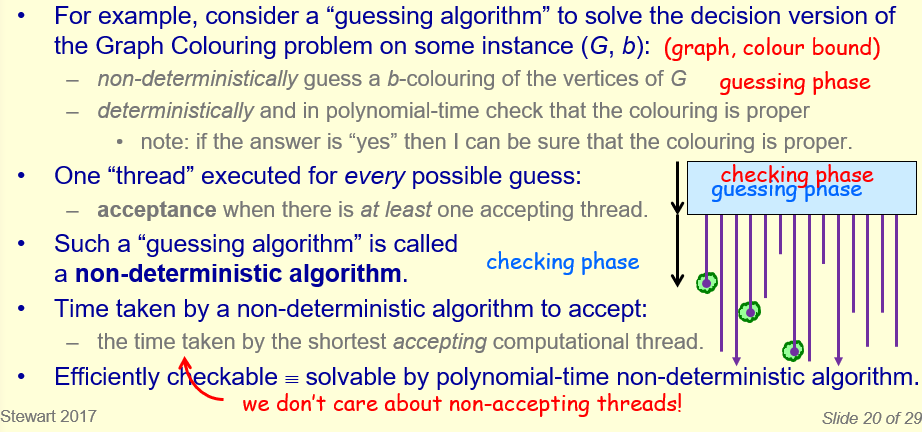 • For example, consider a “guessing algorithm” to solve the decision version of
the Graph Colouring problem on some instance (G, b): (graph, colour bound)
– non-deterministically guess a b-colouring of the vertices of G guessing phase
– deterministically and in polynomial-time check that the colouring is proper
• note: if the answer is “yes” then I can be sure that the colouring is proper.
• One “thread” executed for every possible guess:
checking phase
guessing phase
– acceptance when there is at least one accepting thread.
• Such a “guessing algorithm” is called
a non-deterministic algorithm.
checking phase
• Time taken by a non-deterministic algorithm to accept:
– the time taken by the shortest accepting computational thread.
• Efficiently checkable ≡ solvable by polynomial-time non-deterministic algorithm.
we don’t care about non-accepting threads!
Stewart 2017
Slide 20 of 29